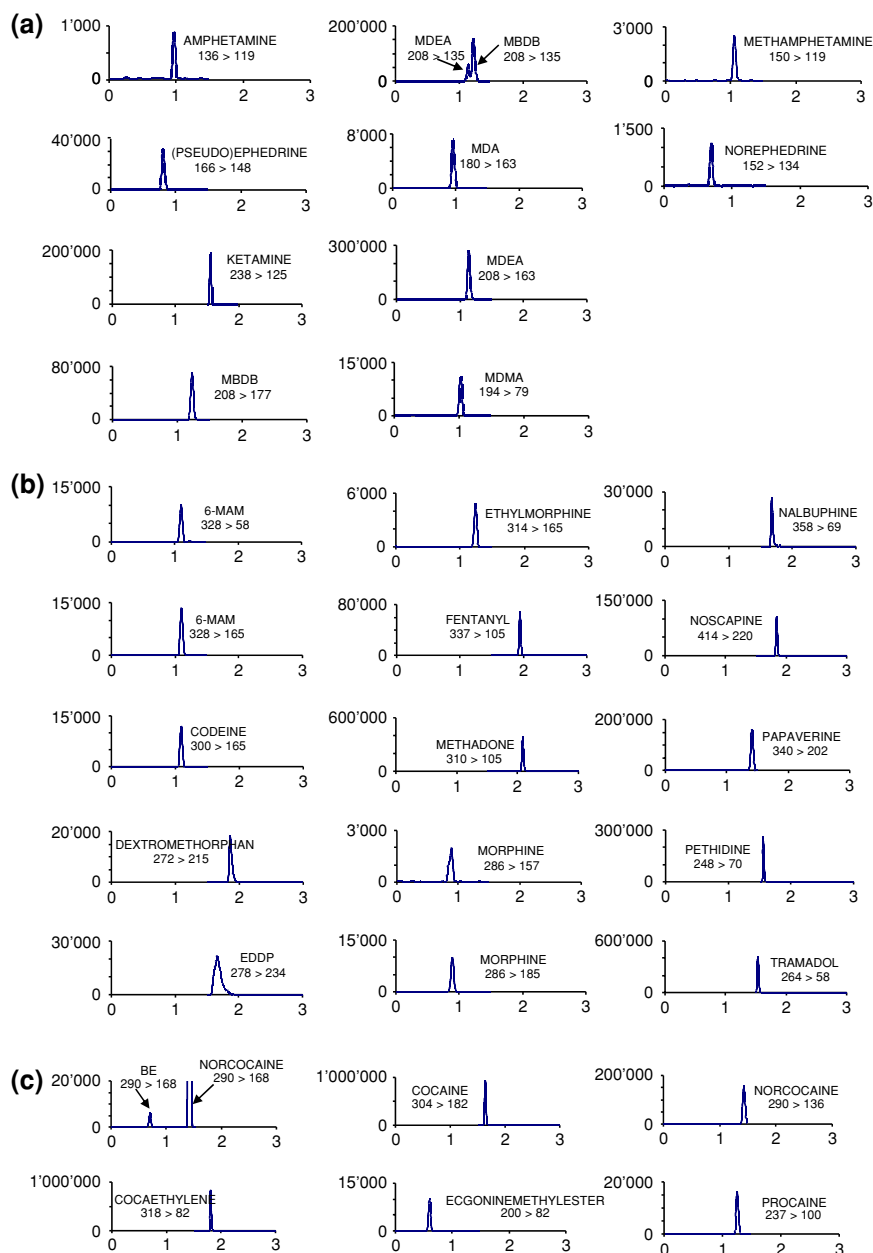 (a)
1'000
AMPHETAMINE
136 > 119
0
0 1 2 3
200'000
MDEA
208 > 135
MBDB
208 > 135
0
0 1 2 3
3'000
METHAMPHETAMINE
150 > 119
0
0 1 2 3
40'000
(PSEUDO)EPHEDRINE
166 > 148
0
0 1 2 3
8'000
MDA
180 > 163
0
0 1 2 3
1'500
NOREPHEDRINE
152 > 134
0
0 1 2 3
200'000
KETAMINE
238 > 125
0
0 1 2 3
300'000
MDEA
208 > 163
0
0 1 2 3
80'000
MBDB
208 > 177
0
0 1 2 3
15'000
MDMA
194 > 79
0
0 1 2 3
(b)
15'000
6-MAM
328 > 58
0
0 1 2 3
6'000
ETHYLMORPHINE
314 > 165
0
0 1 2 3
30'000
NALBUPHINE
358 > 69
0
0 1 2 3
15'000
6-MAM
328 > 165
0
0 1 2 3
80'000
FENTANYL
337 > 105
0
0 1 2 3
150'000
NOSCAPINE
414 > 220
0
0 1 2 3
15'000
CODEINE
300 > 165
0
0 1 2 3
600'000
METHADONE
310 > 105
0
0 1 2 3
200'000
PAPAVERINE
340 > 202
0
0 1 2 3
20'000
DEXTROMETHORPHAN
272 > 215
0
0 1 2 3
3'000
MORPHINE
286 > 157
0
0 1 2 3
300'000
PETHIDINE
248 > 70
0
0 1 2 3
30'000
EDDP
278 > 234
0
0 1 2 3
15'000
MORPHINE
286 > 185
0
0 1 2 3
600'000
TRAMADOL
264 > 58
0
0 1 2 3
(c)
20'000
BE
290 > 168
NORCOCAINE
290 > 168
0
0 1 2 3
1'000'000
COCAINE
304 > 182
0
0 1 2 3
200'000
NORCOCAINE
290 > 136
0
0 1 2 3
1'000'000
COCAETHYLENE
318 > 82
0
0 1 2 3
15'000
ECGONINEMETHYLESTER
200 > 82
0
0 1 2 3
20'000
PROCAINE
237 > 100
0
0 1 2 3